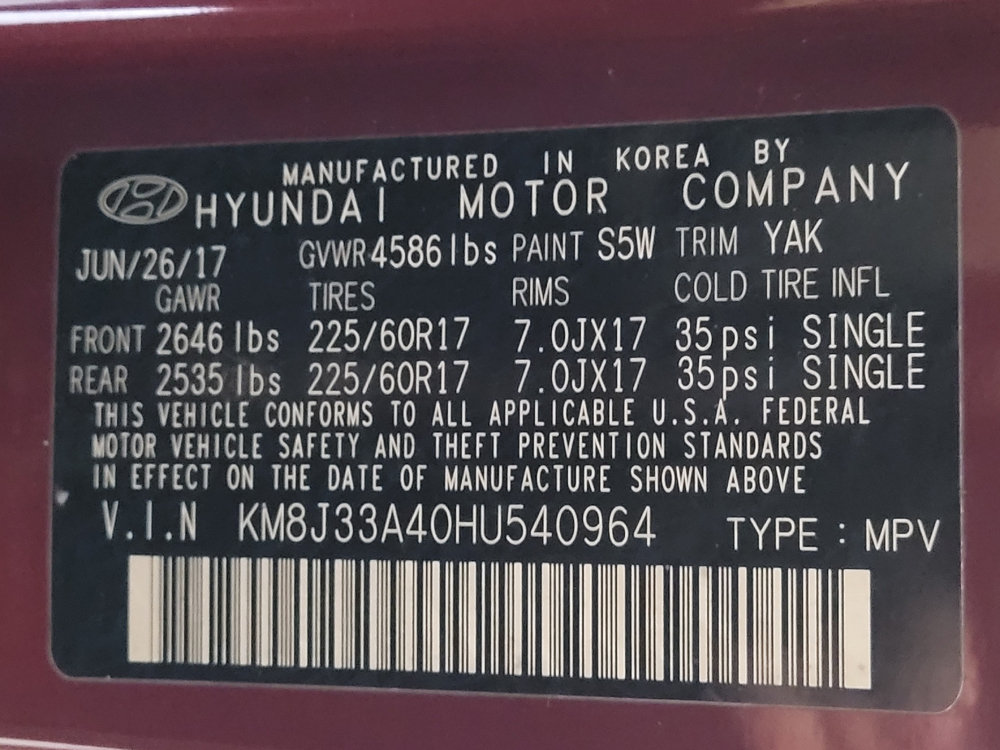 MANUFACTURED IN KOREA BY
HYUNDAI MOTOR COMPANY
JUN/26/17 GVWR 4586 lbs PAINT S5W TRIM YAK
GAWR TIRES RIMS COLD TIRE INFL
FRONT 2646 lbs 225/60R17 7.0JX17 35psi SINGLE
REAR 2535 lbs 225/60R17 7.0JX17 35psi SINGLE
THIS VEHICLE CONFORMS TO ALL APPLICABLE U.S.A. FEDERAL
MOTOR VEHICLE SAFETY AND THEFT PREVENTION STANDARDS
IN EFFECT ON THE DATE OF MANUFACTURE SHOWN ABOVE
V.I.N KM8J33A40HU540964 TYPE : MPV